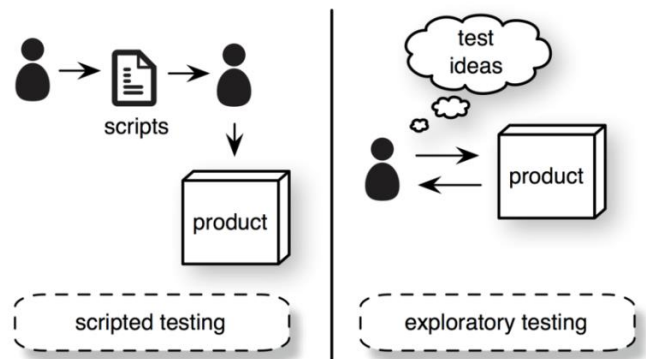 scripts
product
scripted testing
test
ideas
product
exploratory testing